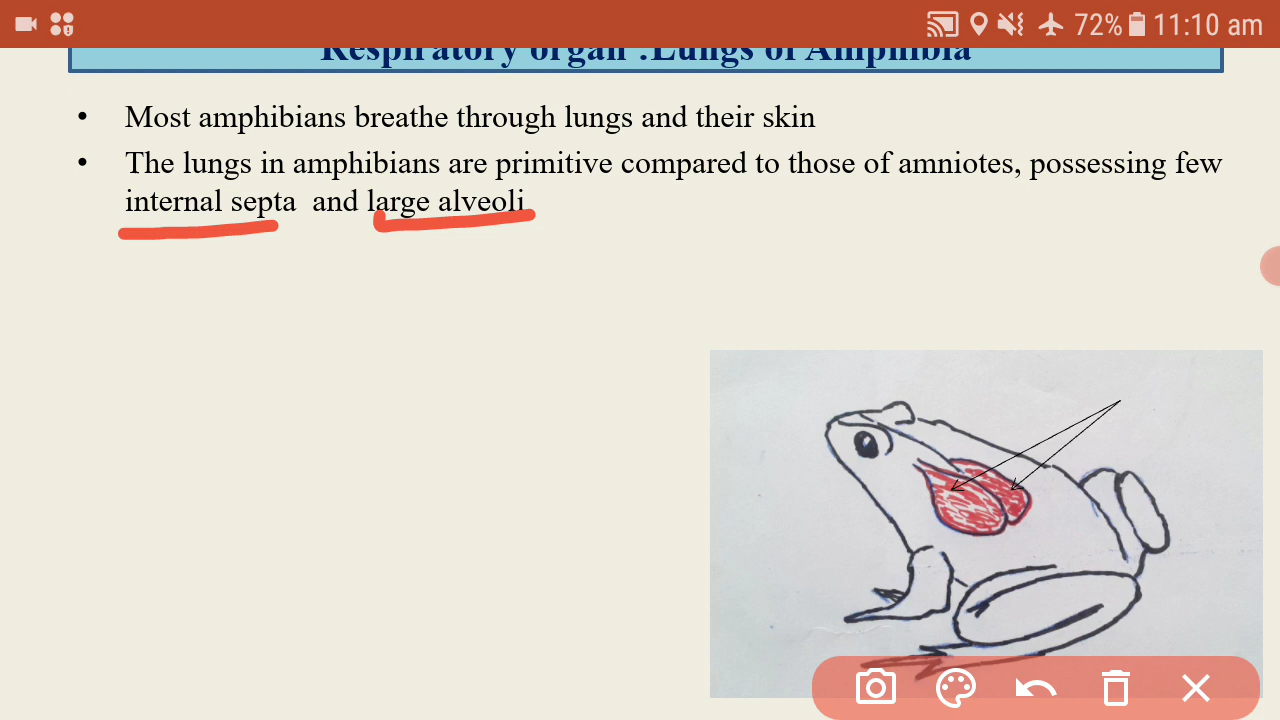 72% 11:10 am
Respiratory organ :Lungs of Amphibia
• Most amphibians breathe through lungs and their skin
• The lungs in amphibians are primitive compared to those of amniotes, possessing few
internal septa and large alveoli